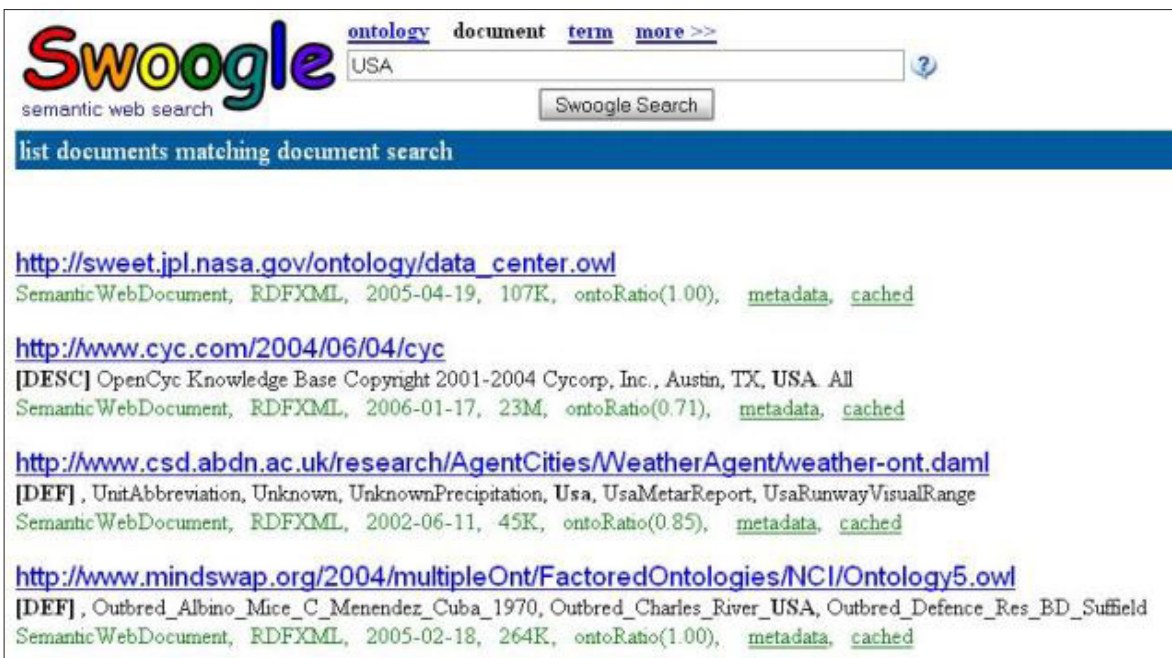 Swoogle
semantic web search
ontology document term more >>
USA
Swoogle Search
list documents matching document search
http://sweet.jpl.nasa.gov/ontology/data_center.owl
SemanticWebDocument, RDFXML, 2005-04-19, 107K, ontoRatio(1.00), metadata, cached
http://www.cyc.com/2004/06/04/cyc
[DESC] OpenCyc Knowledge Base Copyright 2001-2004 Cycorp, Inc., Austin, TX, USA. All
SemanticWebDocument, RDFXML, 2006-01-17, 23M, ontoRatio(0.71), metadata, cached
http://www.csd.abdn.ac.uk/research/AgentCities/WeatherAgent/weather-ont.daml
[DEF] , UnitAbbreviation, Unknown, UnknownPrecipitation, Usa, UsaMetarReport, UsaRunwayVisualRange
SemanticWebDocument, RDFXML, 2002-06-11, 45K, ontoRatio(0.85), metadata, cached
http://www.mindswap.org/2004/multipleOnt/FactoredOntologies/NCI/Ontology5.owl
[DEF] , Outbred_Albino_Mice_C_Menendez_Cuba_1970, Outbred_Charles_River_USA, Outbred_Defence_Res_BD_Suffield
SemanticWebDocument, RDFXML, 2005-02-18, 264K, ontoRatio(1.00), metadata, cached